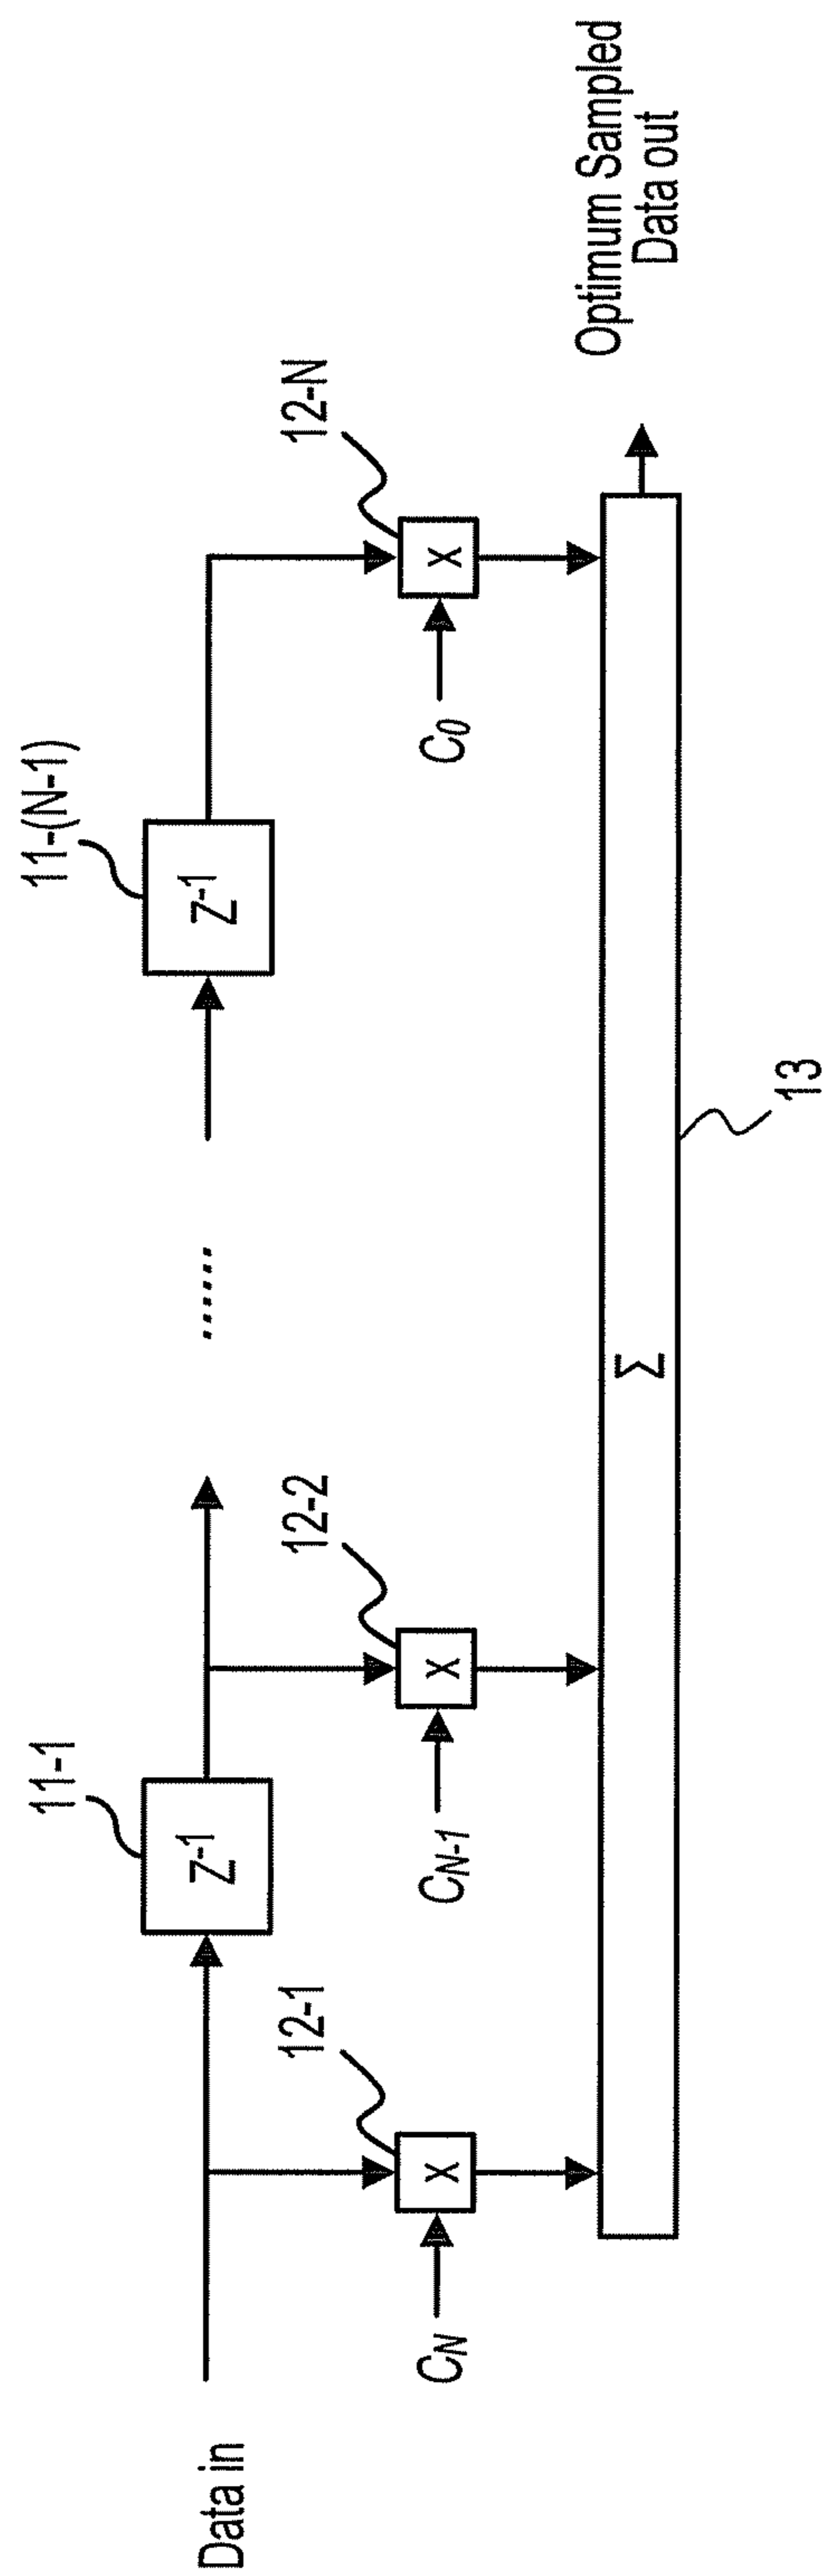 Data in
11-1
Z-1
......
11-(N-1)
Z-1
12-1
X
CN
12-2
X
CN-1
12-N
X
C0
Σ
13
Optimum Sampled
Data out